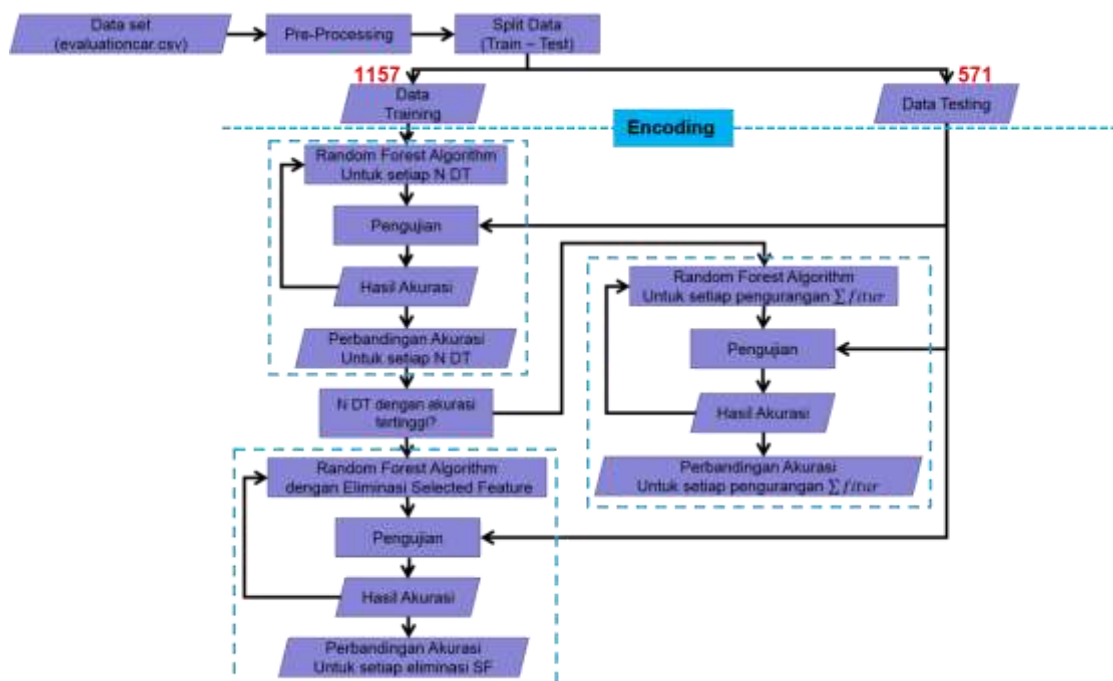 Data set
(evaluationcar.csv)
Pre-Processing
Split Data
(Train – Test)
1157
571
Data
Training
Data Testing
Encoding
Random Forest Algorithm
Untuk setiap N DT
Pengujian
Hasil Akurasi
Perbandingan Akurasi
Untuk setiap N DT
N DT dengan akurasi
tertinggi?
Random Forest Algorithm
Untuk setiap pengurangan ∑fitur
Pengujian
Hasil Akurasi
Perbandingan Akurasi
Untuk setiap pengurangan ∑fitur
Random Forest Algorithm
dengan Eliminasi Selected Feature
Pengujian
Hasil Akurasi
Perbandingan Akurasi
Untuk setiap eliminasi SF